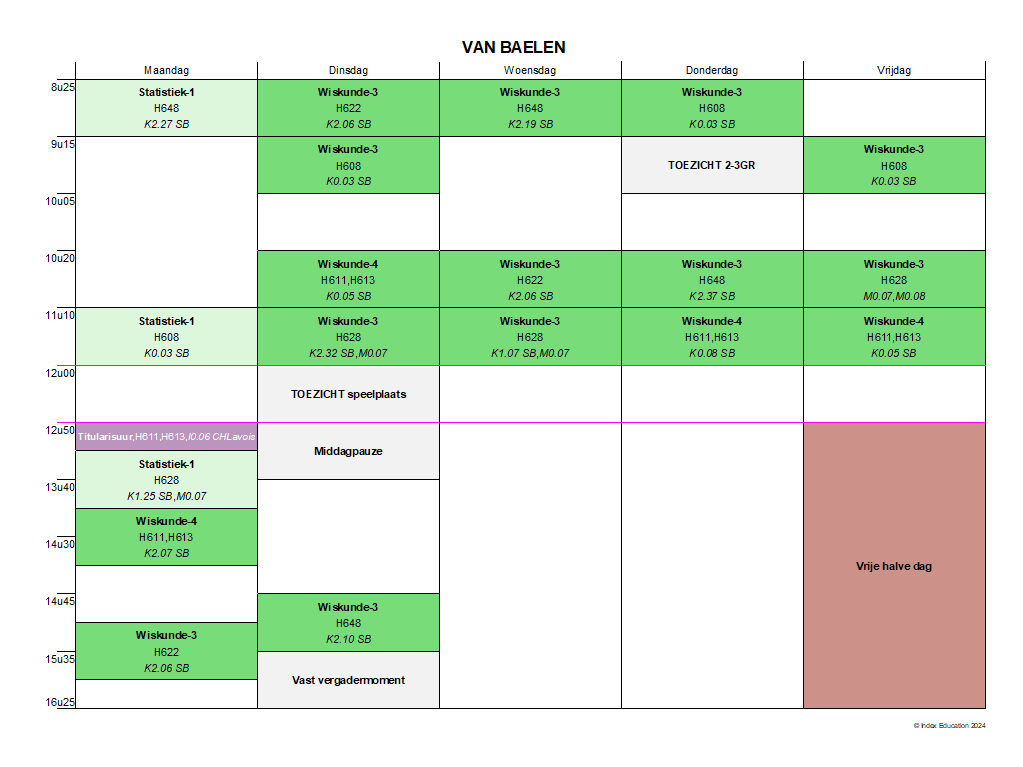 VAN BAELEN
Maandag Dinsdag Woensdag Donderdag Vrijdag
8u25
Statistiek-1 Wiskunde-3 Wiskunde-3 Wiskunde-3
H648 H622 H648 H608
K2.27 SB K2.06 SB K2.19 SB K0.03 SB
9u15
Wiskunde-3 Wiskunde-3
H608 TOEZICHT 2-3GR H608
K0.03 SB K0.03 SB
10u05
10u20
Wiskunde-4 Wiskunde-3 Wiskunde-3 Wiskunde-3
H611,H613 H622 H648 H628
K0.05 SB K2.06 SB K2.37 SB M0.07,M0.08
11u10
Statistiek-1 Wiskunde-3 Wiskunde-3 Wiskunde-4 Wiskunde-4
H608 H628 H628 H611,H613 H611,H613
K0.03 SB K2.32 SB,M0.07 K1.07 SB,M0.07 K0.08 SB K0.05 SB
12u00
TOEZICHT speelplaats
12u50
Titularisuur,H611,H613,I0.06 CHLavois
Middagpauze
Statistiek-1
H628
13u40
K1.25 SB,M0.07
Wiskunde-4
H611,H613
14u30
K2.07 SB
Vrije halve dag
14u45
Wiskunde-3
H648
K2.10 SB
Wiskunde-3
H622
15u35
K2.06 SB
Vast vergadermoment
16u25
© Index Education 2024